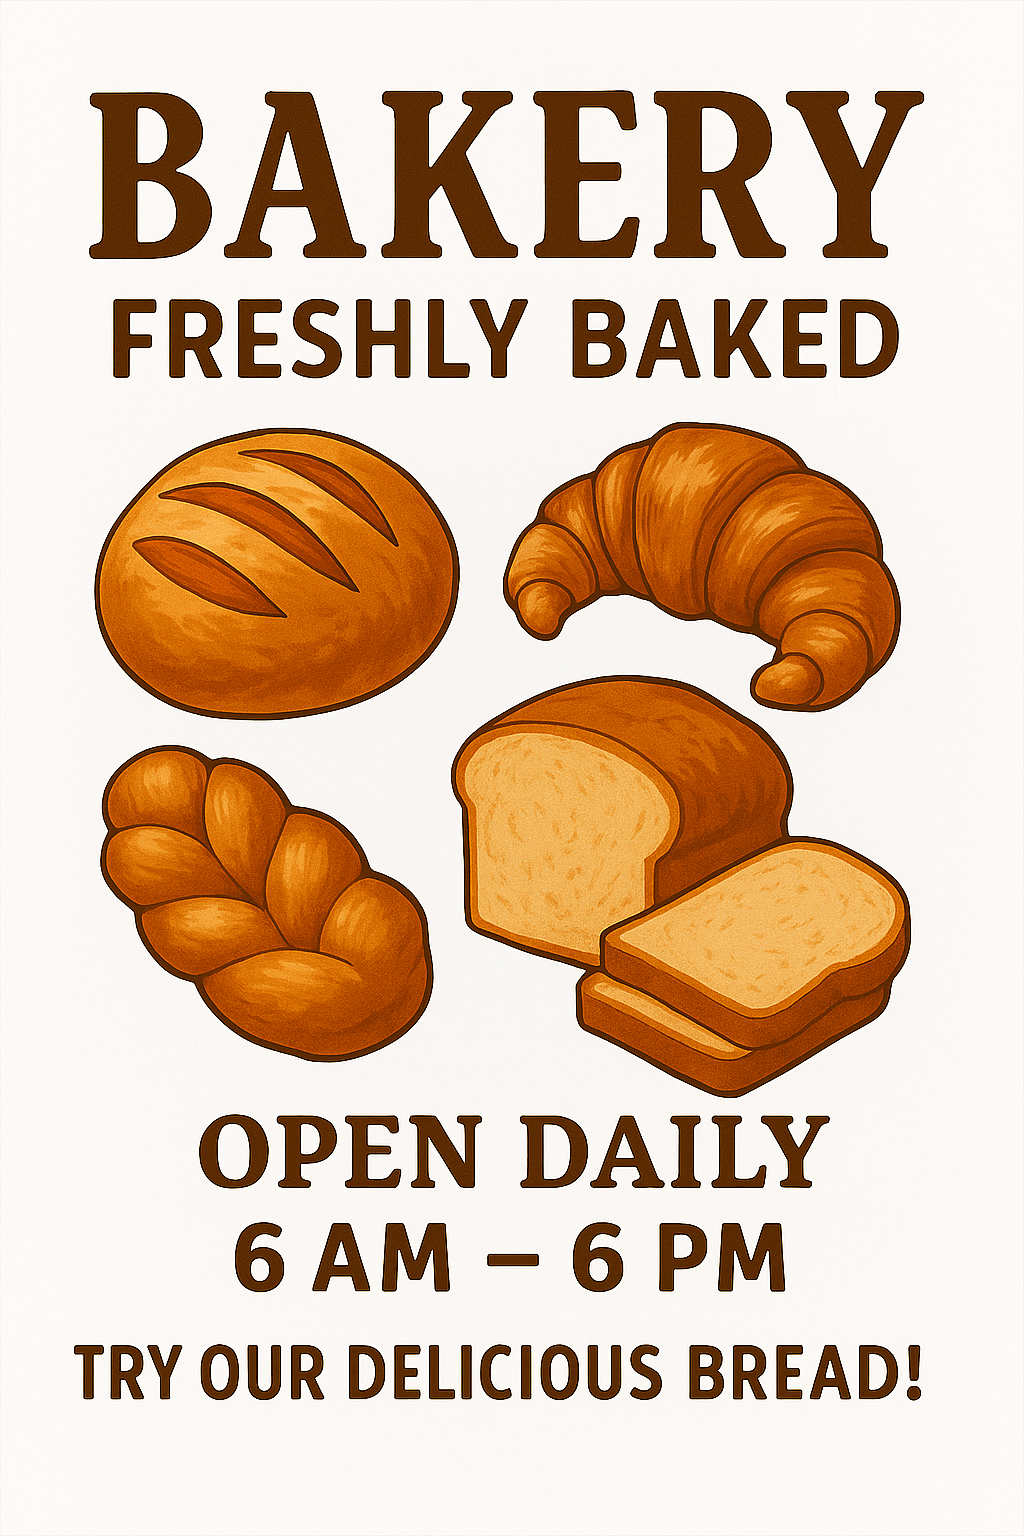 BAKERY
FRESHLY BAKED
OPEN DAILY
6 AM – 6 PM
TRY OUR DELICIOUS BREAD!